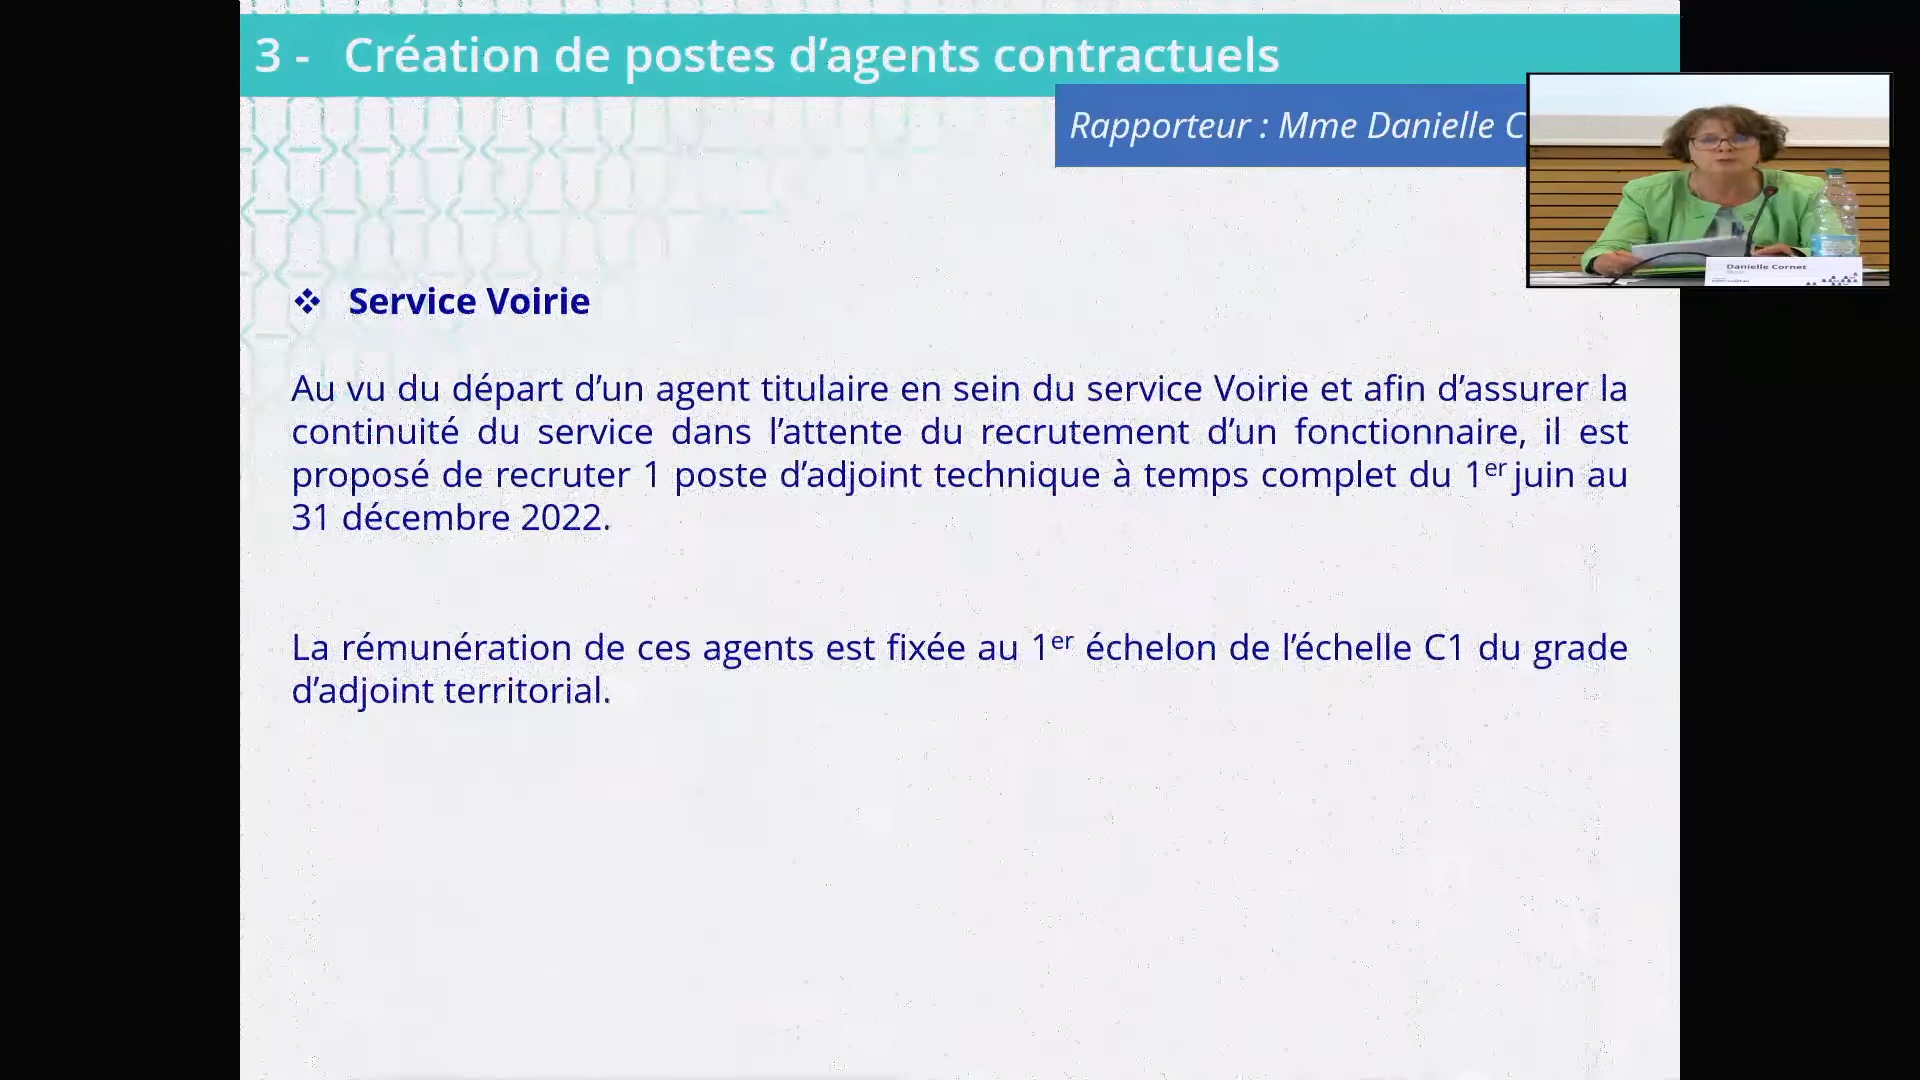 3 - Création de postes d’agents contractuels
Rapporteur : Mme Danielle C
Danielle Cornet
❖ Service Voirie
Au vu du départ d’un agent titulaire en sein du service Voirie et afin d’assurer la
continuité du service dans l’attente du recrutement d’un fonctionnaire, il est
proposé de recruter 1 poste d’adjoint technique à temps complet du 1er juin au
31 décembre 2022.
La rémunération de ces agents est fixée au 1er échelon de l’échelle C1 du grade
d’adjoint territorial.